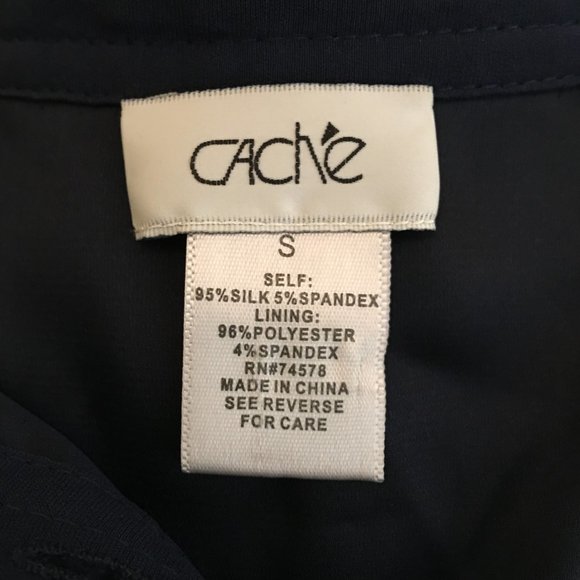 CAChé
S
SELF:
95%SILK 5%SPANDEX
LINING:
96%POLYESTER
4%SPANDEX
RN#74578
MADE IN CHINA
SEE REVERSE
FOR CARE